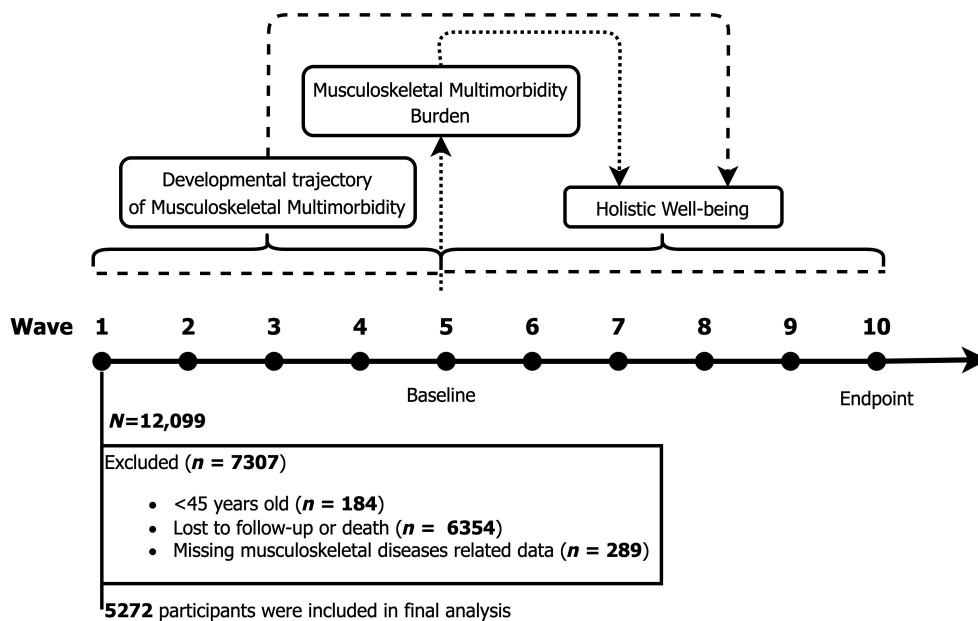 Musculoskeletal Multimorbidity
Burden
Developmental trajectory
of Musculoskeletal Multimorbidity
Holistic Well-being
Wave 1 2 3 4 5 6 7 8 9 10
Baseline
Endpoint
N=12,099
Excluded (n = 7307)
• <45 years old (n = 184)
• Lost to follow-up or death (n = 6354)
• Missing musculoskeletal diseases related data (n = 289)
5272 participants were included in final analysis